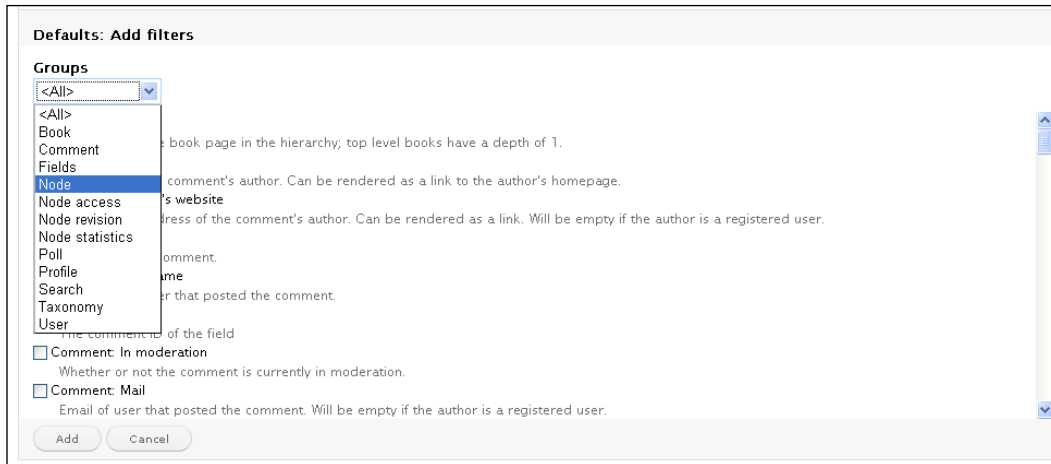 Defaults: Add filters
Groups
<All>
<All>
Book
Comment
Fields
Node
Node access
Node revision
Node statistics
Poll
Profile
Search
Taxonomy
User
book page in the hierarchy; top level books have a depth of 1.
comment's author. Can be rendered as a link to the author's homepage.
's website
dress of the comment's author. Can be rendered as a link. Will be empty if the author is a registered user.
omment.
ame
er that posted the comment.
The comment ID of the field
Comment: In moderation
Whether or not the comment is currently in moderation.
Comment: Mail
Email of user that posted the comment. Will be empty if the author is a registered user.
Add
Cancel